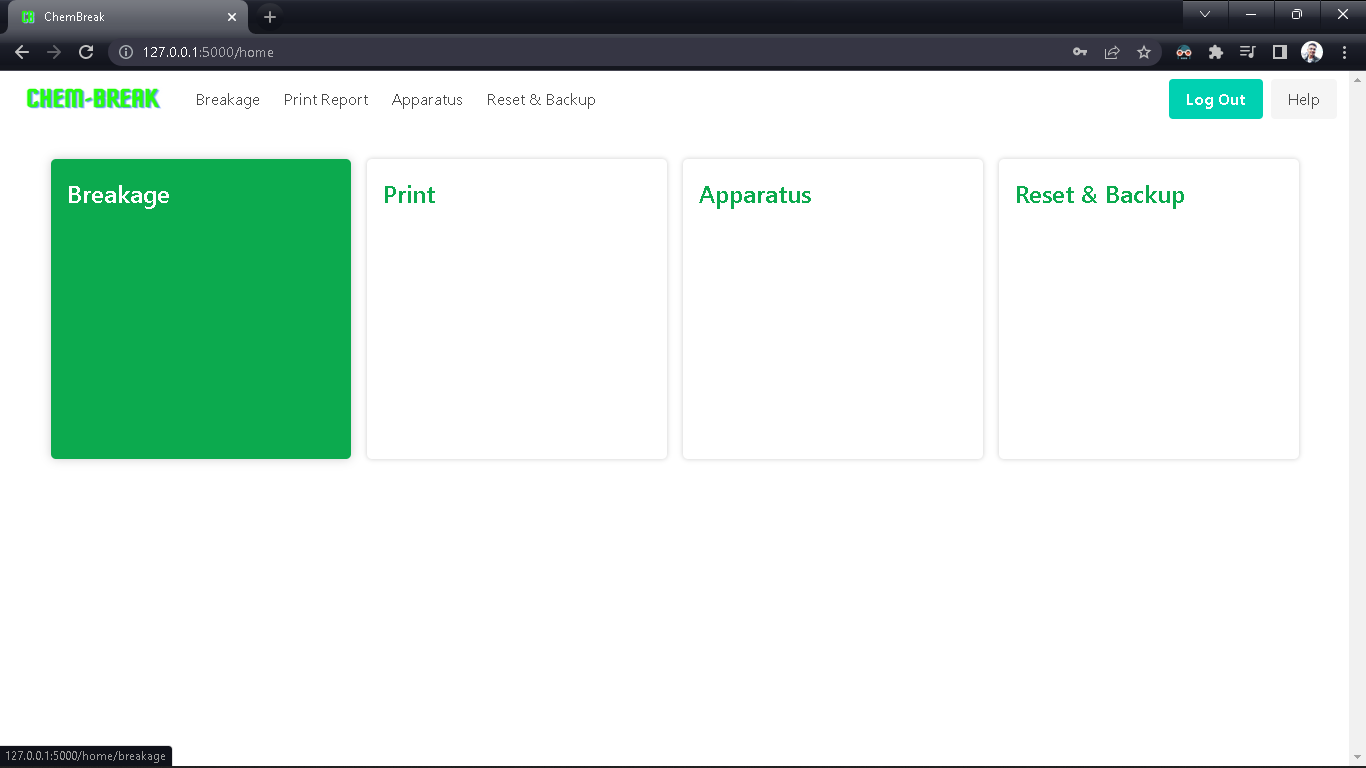 ChemBreak
127.0.0.1:5000/home
CHEM-BREAK Breakage Print Report Apparatus Reset & Backup Log Out Help
Breakage Print Apparatus Reset & Backup
127.0.0.1:5000/home/breakage